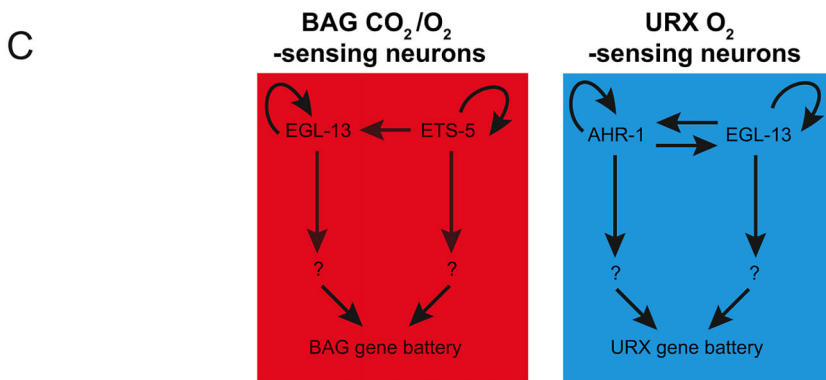 C
BAG CO2/O2
-sensing neurons
URX O2
-sensing neurons
EGL-13
ETS-5
AHR-1
EGL-13
?
?
?
?
BAG gene battery
URX gene battery